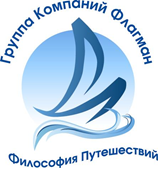 Группа Компаний Флагман
Философия Путешествий